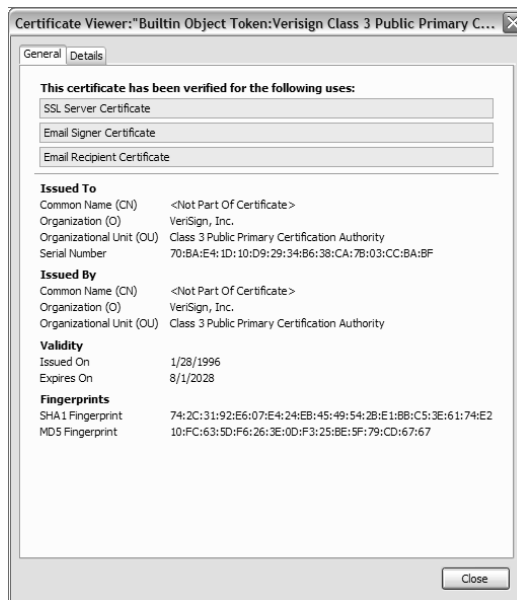 Certificate Viewer:"Builtin Object Token:Verisign Class 3 Public Primary C...
General Details
This certificate has been verified for the following uses:
SSL Server Certificate
Email Signer Certificate
Email Recipient Certificate
Issued To
Common Name (CN) <Not Part Of Certificate>
Organization (O) VeriSign, Inc.
Organizational Unit (OU) Class 3 Public Primary Certification Authority
Serial Number 70:BA:E4:1D:10:D9:29:34:B6:38:CA:7B:03:CC:BA:BF
Issued By
Common Name (CN) <Not Part Of Certificate>
Organization (O) VeriSign, Inc.
Organizational Unit (OU) Class 3 Public Primary Certification Authority
Validity
Issued On 1/28/1996
Expires On 8/1/2028
Fingerprints
SHA1 Fingerprint 74:2C:31:92:E6:07:E4:24:EB:45:49:54:2B:E1:BB:C5:3E:61:74:E2
MD5 Fingerprint 10:FC:63:5D:F6:26:3E:0D:F3:25:BE:5F:79:CD:67:67
Close